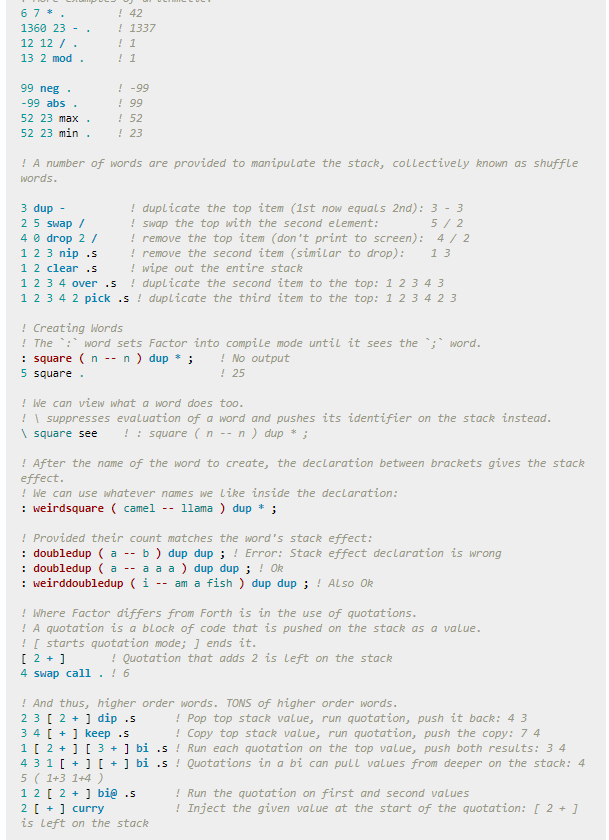 ! More examples of arithmetic:
6 7 * .        ! 42
1360 23 - .    ! 1337
12 12 / .      ! 1
13 2 mod .     ! 1

99 neg .       ! -99
-99 abs .      ! 99
52 23 max .    ! 52
52 23 min .    ! 23

! A number of words are provided to manipulate the stack, collectively known as shuffle
words.

3 dup -          ! duplicate the top item (1st now equals 2nd): 3 - 3
2 5 swap /       ! swap the top with the second element:        5 / 2
4 0 drop 2 /     ! remove the top item (don't print to screen):  4 / 2
1 2 3 nip .s     ! remove the second item (similar to drop):    1 3
1 2 clear .s     ! wipe out the entire stack
1 2 3 4 over .s  ! duplicate the second item to the top: 1 2 3 4 3
1 2 3 4 2 pick .s ! duplicate the third item to the top: 1 2 3 4 2 3

! Creating Words
! The `:` word sets Factor into compile mode until it sees the `;` word.
: square ( n -- n ) dup * ;    ! No output
5 square .                     ! 25

! We can view what a word does too.
! \ suppresses evaluation of a word and pushes its identifier on the stack instead.
\ square see    ! : square ( n -- n ) dup * ;

! After the name of the word to create, the declaration between brackets gives the stack
effect.
! We can use whatever names we like inside the declaration:
: weirdsquare ( camel -- llama ) dup * ;

! Provided their count matches the word's stack effect:
: doubledup ( a -- b ) dup dup ; ! Error: Stack effect declaration is wrong
: doubledup ( a -- a a a ) dup dup ; ! Ok
: weirddoubledup ( i -- am a fish ) dup dup ; ! Also Ok

! Where Factor differs from Forth is in the use of quotations.
! A quotation is a block of code that is pushed on the stack as a value.
! [ starts quotation mode; ] ends it.
[ 2 + ]       ! Quotation that adds 2 is left on the stack
4 swap call . ! 6

! And thus, higher order words. TONS of higher order words.
2 3 [ 2 + ] dip .s      ! Pop top stack value, run quotation, push it back: 4 3
3 4 [ + ] keep .s       ! Copy top stack value, run quotation, push the copy: 7 4
1 [ 2 + ] [ 3 + ] bi .s ! Run each quotation on the top value, push both results: 3 4
4 3 1 [ + ] [ + ] bi .s ! Quotations in a bi can pull values from deeper on the stack: 4
5 ( 1+3 1+4 )
1 2 [ 2 + ] bi@ .s      ! Run the quotation on first and second values
2 [ + ] curry           ! Inject the given value at the start of the quotation: [ 2 + ]
is left on the stack